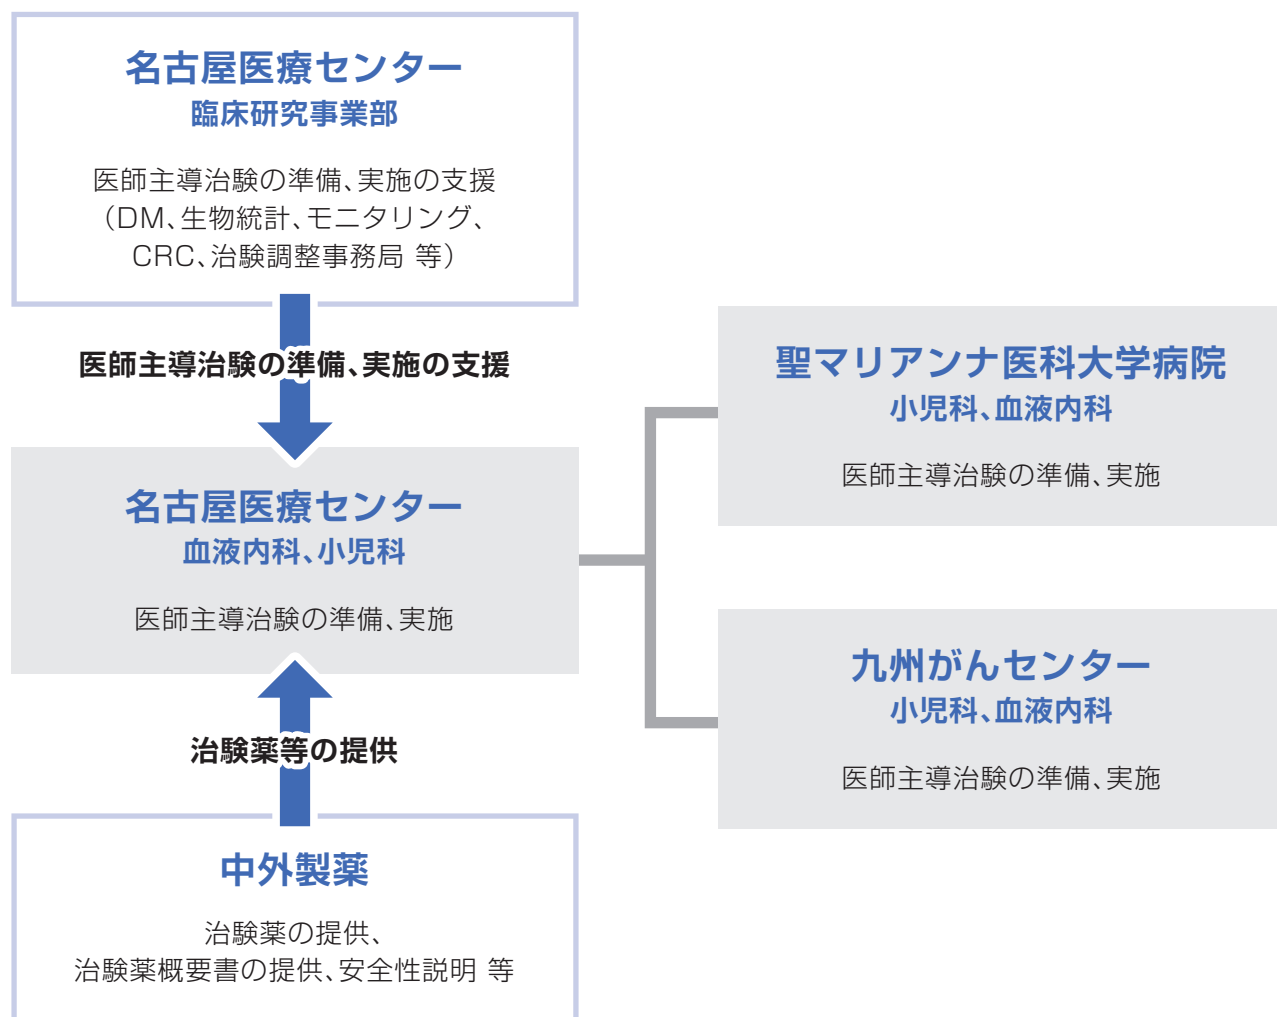 名古屋医療センター
臨床研究事業部
医師主導治験の準備、実施の支援
(DM、生物統計、モニタリング、
CRC、治験調整事務局 等)
医師主導治験の準備、実施の支援
名古屋医療センター
血液内科、小児科
医師主導治験の準備、実施
治験薬等の提供
中外製薬
治験薬の提供、
治験薬概要書の提供、安全性説明 等
聖マリアンナ医科大学病院
小児科、血液内科
医師主導治験の準備、実施
九州がんセンター
小児科、血液内科
医師主導治験の準備、実施